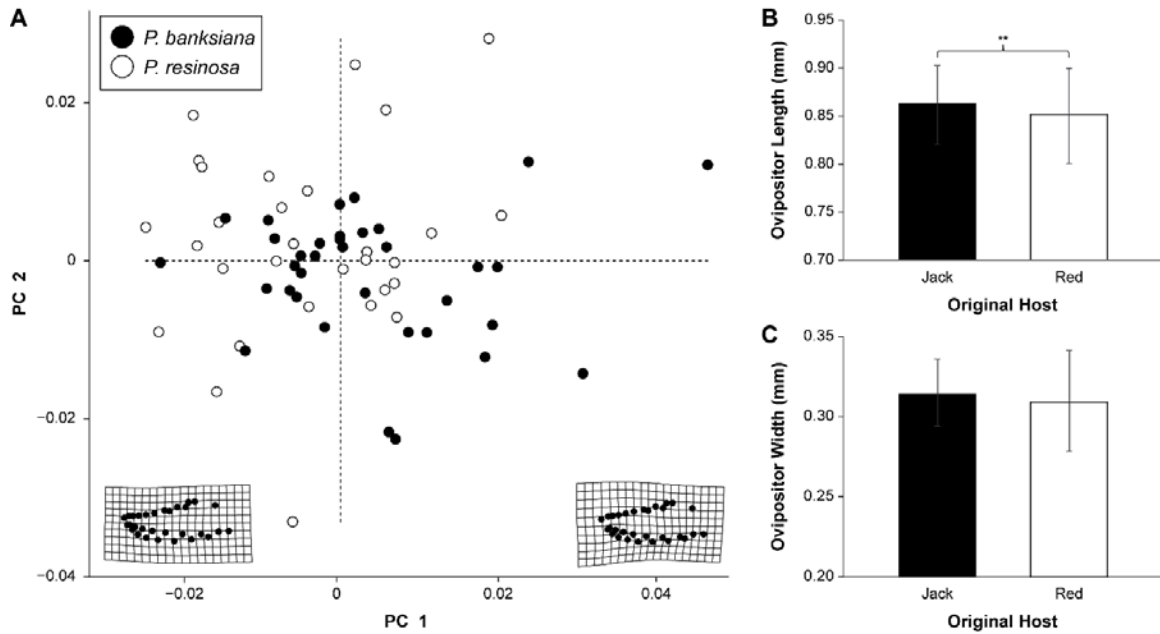 A
P. banksiana
P. resinosa
0.02
0
−0.02
−0.04
PC 2
−0.02
0
0.02
0.04
PC 1
B
0.95
0.90
0.85
0.80
0.75
0.70
Ovipositor Length (mm)
**
Jack
Red
Original Host
C
0.35
0.30
0.25
0.20
Ovipositor Width (mm)
Jack
Red
Original Host